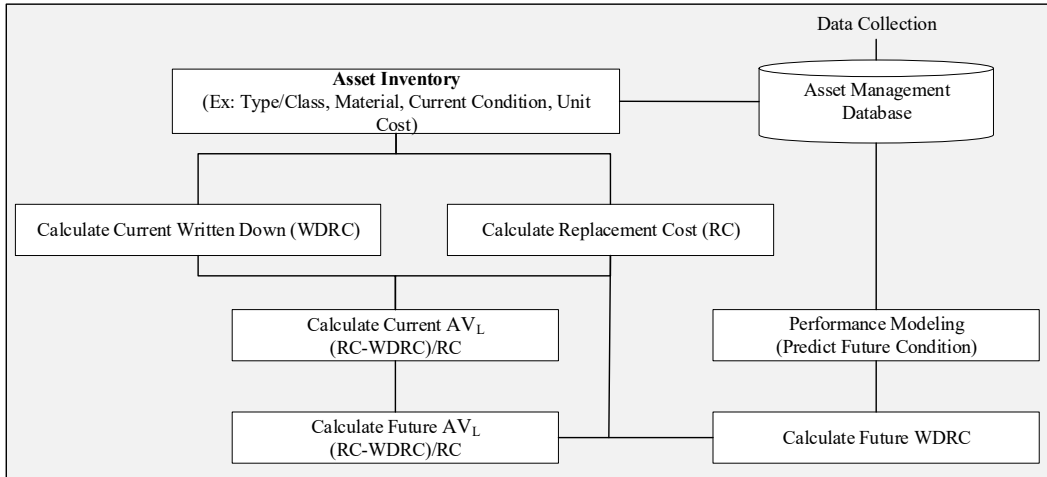 Data Collection
Asset Inventory
(Ex: Type/Class, Material, Current Condition, Unit
Cost)
Asset Management
Database
Calculate Current Written Down (WDRC)
Calculate Replacement Cost (RC)
Calculate Current AVL
(RC-WDRC)/RC
Performance Modeling
(Predict Future Condition)
Calculate Future AVL
(RC-WDRC)/RC
Calculate Future WDRC